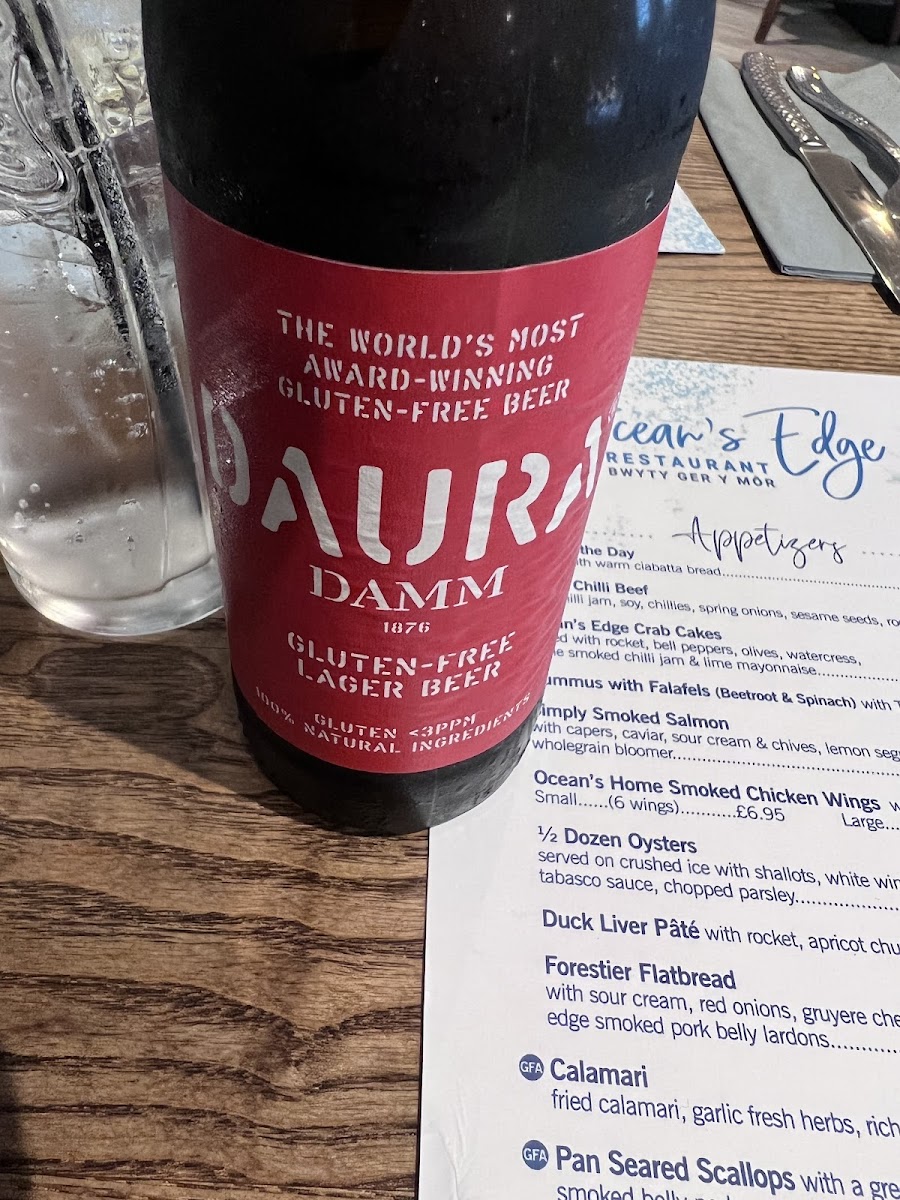 THE WORLD'S MOST
AWARD-WINNING
GLUTEN-FREE BEER
DAURA
DAMM
1876
GLUTEN-FREE
LAGER BEER
GLUTEN <3PPM
100% NATURAL INGREDIENTS
Edge
RESTAURANT
BWYTY GER Y MÔR
Appetizers
the Day
warm ciabatta bread
Chilli Beef
jam, soy, chillies, spring onions, sesame seeds,
Edge Crab Cakes
with rocket, bell peppers, olives, watercress,
smoked chilli jam & lime mayonnaise
with Falafels (Beetroot & Spinach) with
Smoked Salmon
with capers, caviar, sour cream & chives, lemon
wholegrain bloomer
Ocean's Home Smoked Chicken Wings
Small......(6 wings)...........£6.95 Large...
½ Dozen Oysters
served on crushed ice with shallots, white
tabasco sauce, chopped parsley
Duck Liver Pâté with rocket, apricot
Forestier Flatbread
with sour cream, red onions, gruyere
edge smoked pork belly lardons
GFA Calamari
fried calamari, garlic fresh herbs,
GFA Pan Seared Scallops with a
smoked